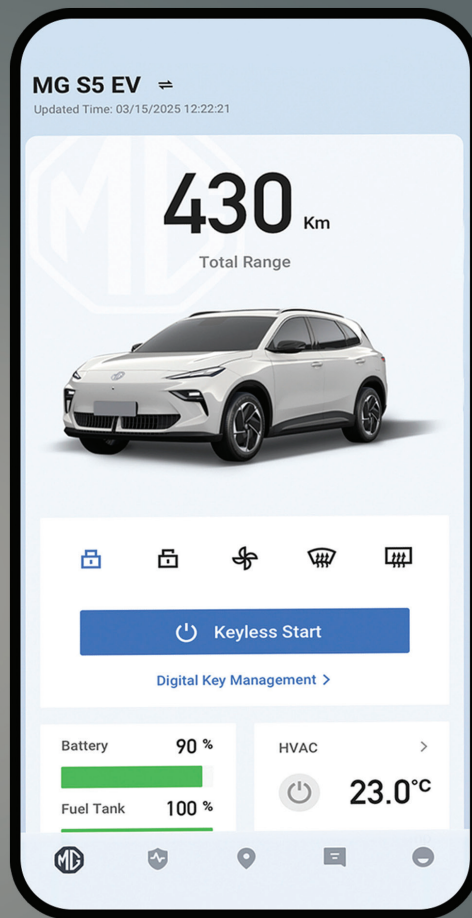 MG S5 EV
Updated Time: 03/15/2025 12:22:21
430 Km
Total Range
Keyless Start
Digital Key Management >
Battery 90 %
Fuel Tank 100 %
HVAC >
23.0°C
MG